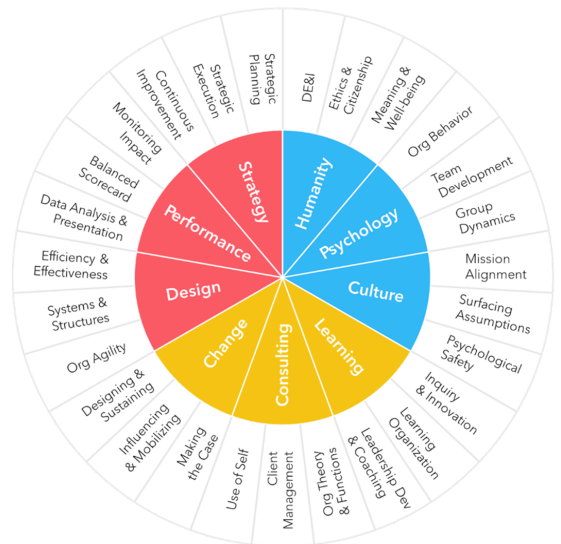 Humanity
Psychology
Culture
Learning
Consulting
Change
Design
Performance
Strategy
DE&I
Ethics &
Citizenship
Meaning &
Well-being
Org Behavior
Team
Development
Group
Dynamics
Mission
Alignment
Surfacing
Assumptions
Psychological
Safety
Inquiry
& Innovation
Learning
Organization
Leadership Dev
& Coaching
Org Theory
& Functions
Client
Management
Use of Self
Making
the Case
Influencing
& Mobilizing
Designing &
Sustaining
Org Agility
Systems &
Structures
Efficiency &
Effectiveness
Data Analysis &
Presentation
Balanced
Scorecard
Monitoring
Impact
Continuous
Improvement
Strategic
Execution
Strategic
Planning